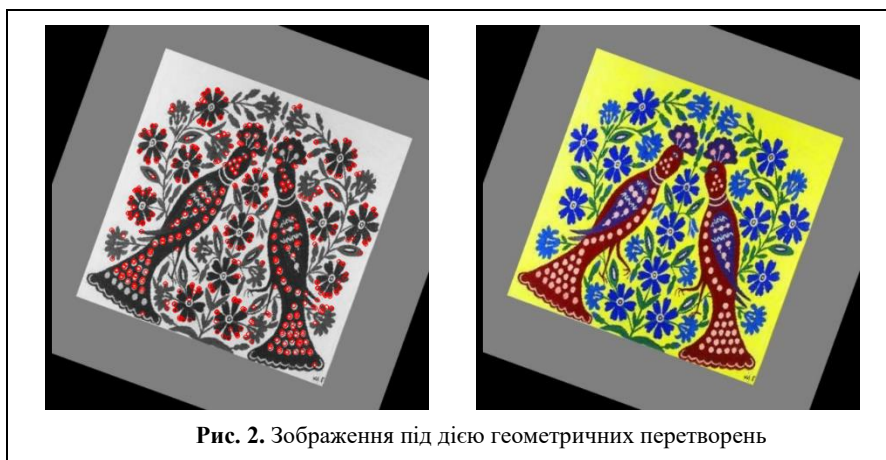 Рис. 2. Зображення під дією геометричних перетворень